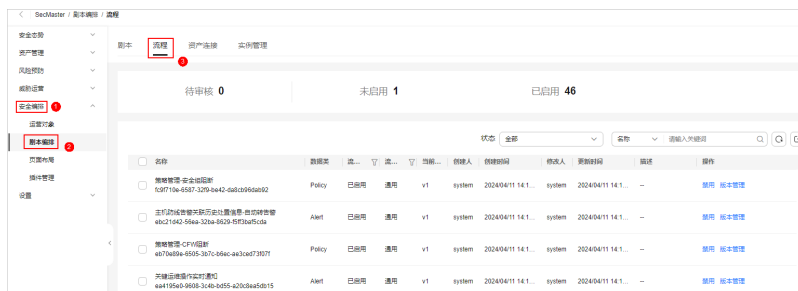 < SecMaster / 剧本编排 / 流程
安全态势
资产管理
风险预防
威胁运营
安全编排 1
运营对象
剧本编排 2
页面布局
插件管理
设置
剧本 流程 资产连接 实例管理
3
待审核 0 未启用 1 已启用 46
状态 全部 名称 请输入关键词
名称 数据类 流... 流... 当前... 创建人 创建时间 修改人 更新时间 描述 操作
策略管理-安全组阻断 Policy 已启用 通用 v1 system 2024/04/11 14:1... system 2024/04/11 14:1... -- 禁用 版本管理
fc9f710e-6587-32f9-be42-da8cb96dab92
主机防线告警关联历史处置信息-自动转告警 Alert 已启用 通用 v1 system 2024/04/11 14:1... system 2024/04/11 14:1... -- 禁用 版本管理
ebc21d42-56ea-32ba-8629-f5ff3baf5cda
策略管理-CFW阻断 Policy 已启用 通用 v1 system 2024/04/11 14:1... system 2024/04/11 14:1... -- 禁用 版本管理
eb70e89e-6505-3b7c-b6ec-ae3ced73f07f
关键运维操作实时通知 Alert 已启用 通用 v1 system 2024/04/11 14:1... system 2024/04/11 14:1... -- 禁用 版本管理
ea4195e0-9608-3c4b-bd55-a20c8ea5db15